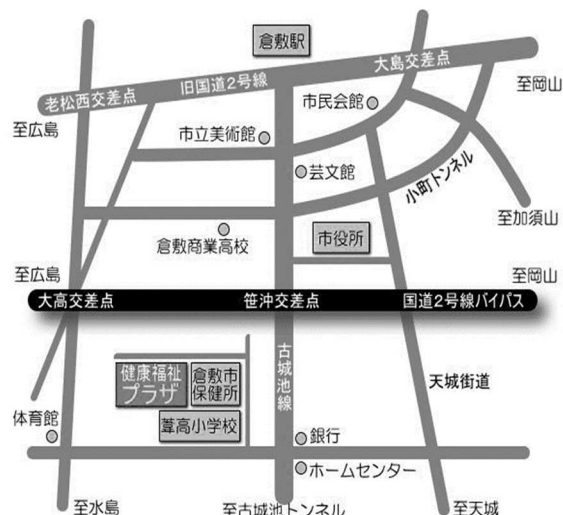 倉敷駅
大島交差点
旧国道2号線
老松西交差点
至岡山
至広島
市民会館
市立美術館
芸文館
小町トンネル
至加須山
倉敷商業高校
市役所
至広島
至岡山
大高交差点
笹沖交差点
国道2号線バイパス
古城池線
天城街道
健康福祉
プラザ
倉敷市
保健所
葦高小学校
体育館
銀行
ホームセンター
至水島
至古城池トンネル
至天城